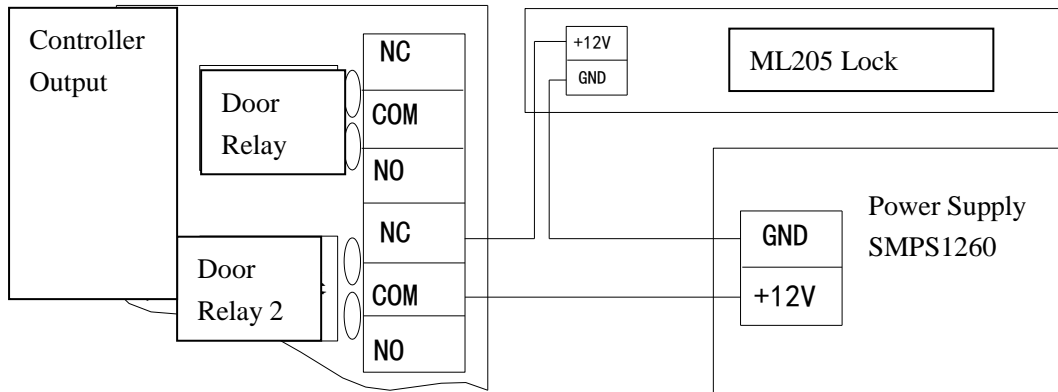 Controller
Output
Door
Relay
NC
COM
NO
Door
Relay 2
NC
COM
NO
+12V
GND
ML205 Lock
Power Supply
SMPS1260
GND
+12V